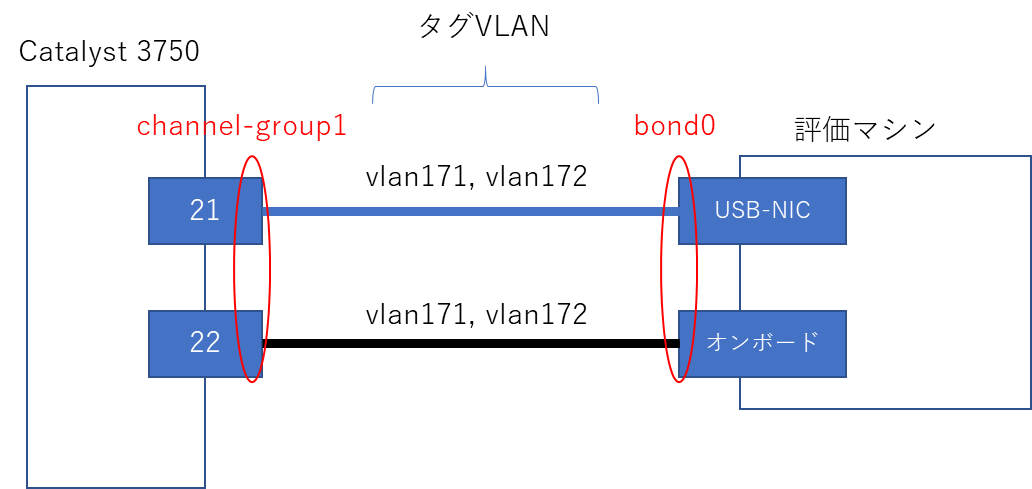 タグVLAN
Catalyst 3750
channel-group1
bond0
評価マシン
vlan171, vlan172
21
USB-NIC
vlan171, vlan172
22
オンボード